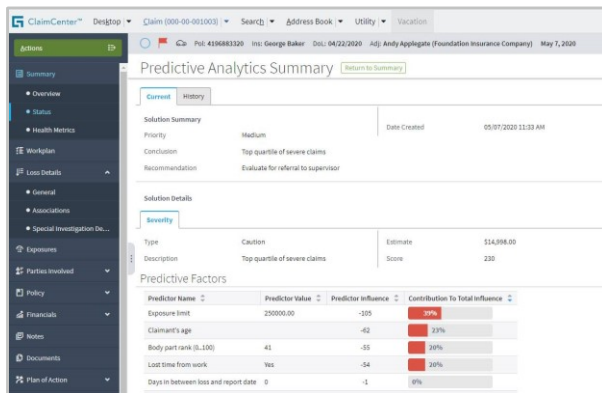 ClaimCenter™ Desktop Claim (000-00-001003) Search Address Book Utility Vacation
Actions
Pol: 4196883320 Ins: George Baker DoL: 04/22/2020 Adj: Andy Applegate (Foundation Insurance Company) May 7, 2020
Summary
Overview
Status
Health Metrics
Workplan
Loss Details
General
Associations
Special Investigation De...
Exposures
Parties Involved
Policy
Financials
Notes
Documents
Plan of Action
Predictive Analytics Summary Return to Summary
Current History
Solution Summary
Priority Medium
Date Created 05/07/2020 11:33 AM
Conclusion Top quartile of severe claims
Recommendation Evaluate for referral to supervisor
Solution Details
Severity
Type Caution Estimate $14,998.00
Description Top quartile of severe claims Score 230
Predictive Factors
Predictor Name Predictor Value Predictor Influence Contribution To Total Influence
Exposure limit 250000.00 -105 39%
Claimant's age -62 23%
Body part rank (0..100) 41 -55 20%
Lost time from work Yes -54 20%
Days in between loss and report date 0 -1 0%